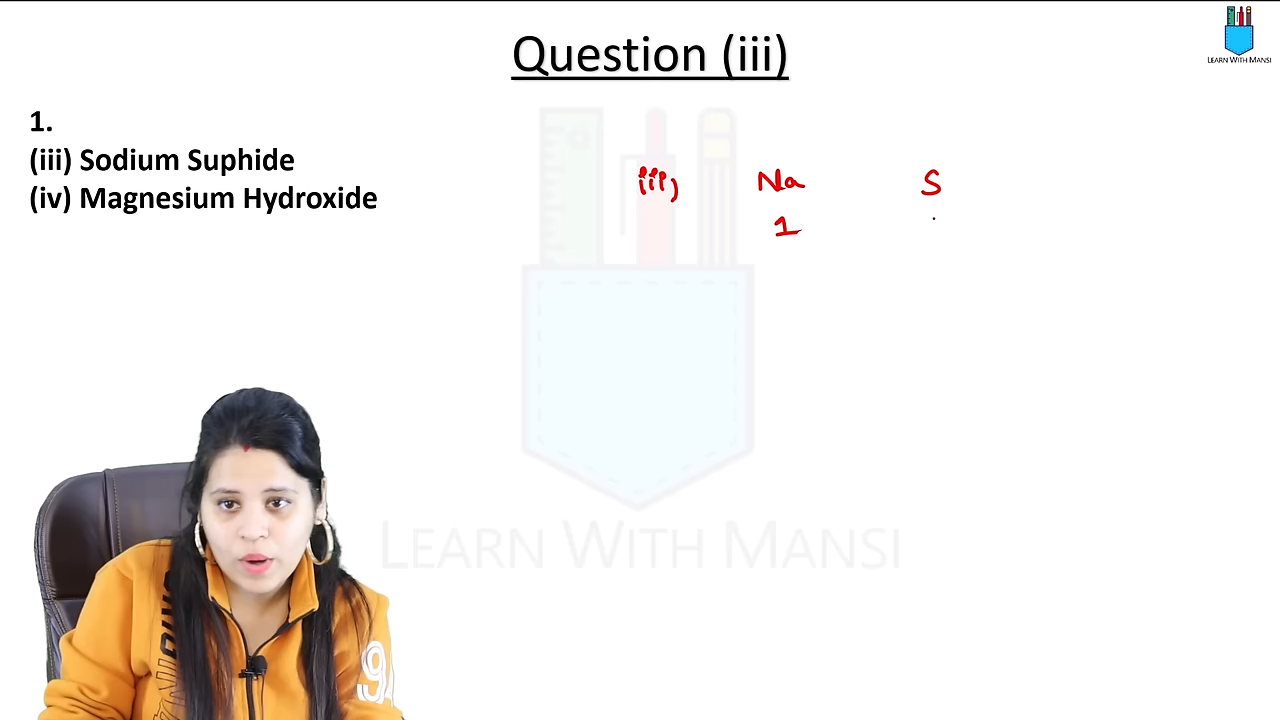 Question (iii)
LEARN WITH MANSI
1.
(iii) Sodium Suphide
(iv) Magnesium Hydroxide
iii, Na S
1
LEARN WITH MANSI